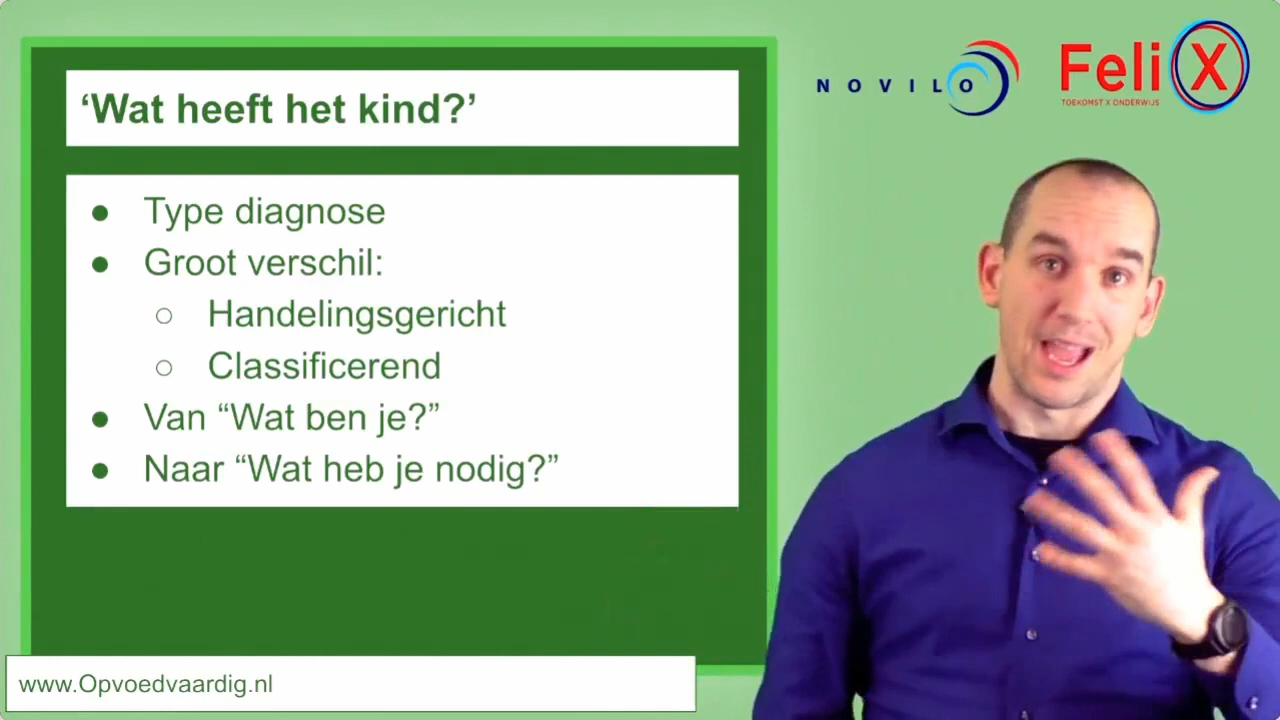 ‘Wat heeft het kind?’
● Type diagnose
● Groot verschil:
○ Handelingsgericht
○ Classificerend
● Van “Wat ben je?”
● Naar “Wat heb je nodig?”
www.Opvoedvaardig.nl
NOVILO
FeliX
TOEKOMST X ONDERWIJS